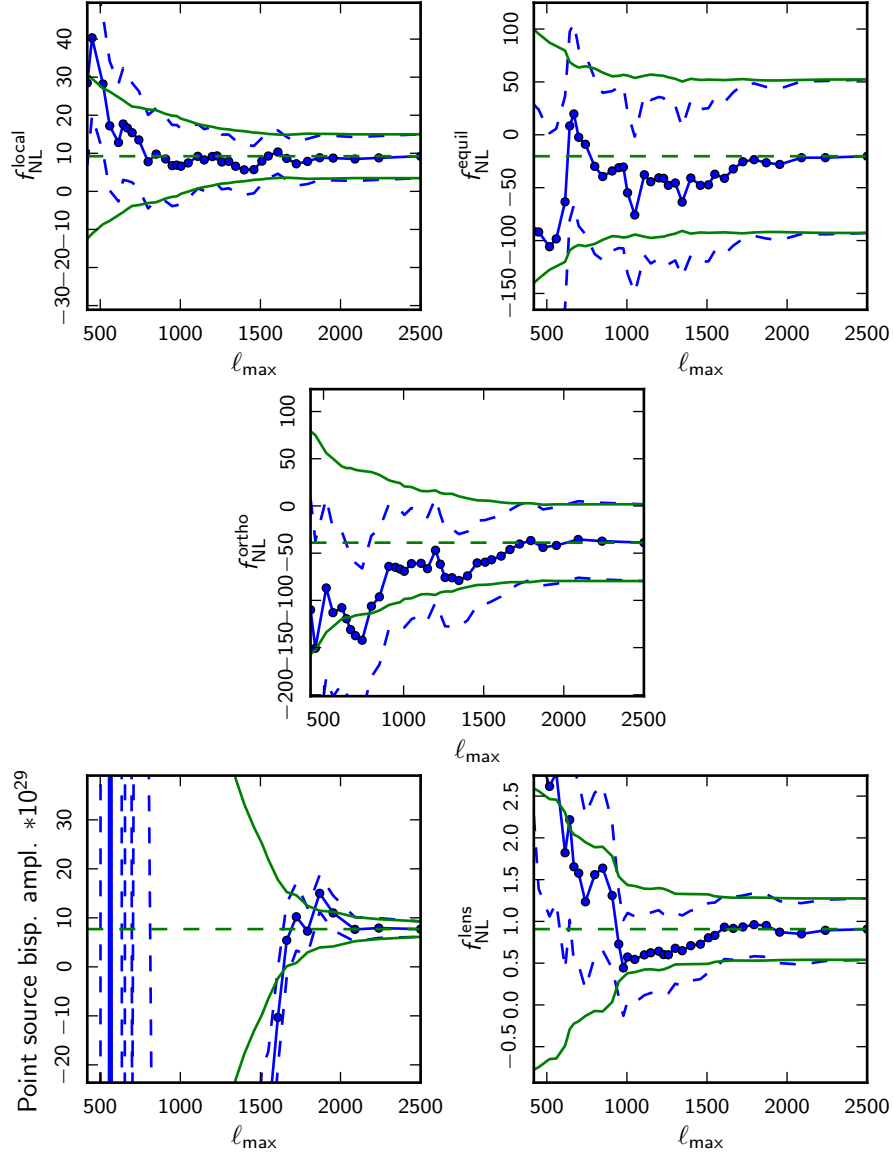 40
30
20
10
0
−10
−20
−30
f_NL^local
500 1000 1500 2000 2500
ℓ_max
100
50
0
−50
−100
−150
f_NL^equil
500 1000 1500 2000 2500
ℓ_max
100
50
0
−50
−100
−150
−200
f_NL^ortho
500 1000 1500 2000 2500
ℓ_max
30
20
10
0
−10
−20
Point source bisp. ampl. *10^29
500 1000 1500 2000 2500
ℓ_max
2.5
2.0
1.5
1.0
0.5
0.0
−0.5
f_NL^lens
500 1000 1500 2000 2500
ℓ_max